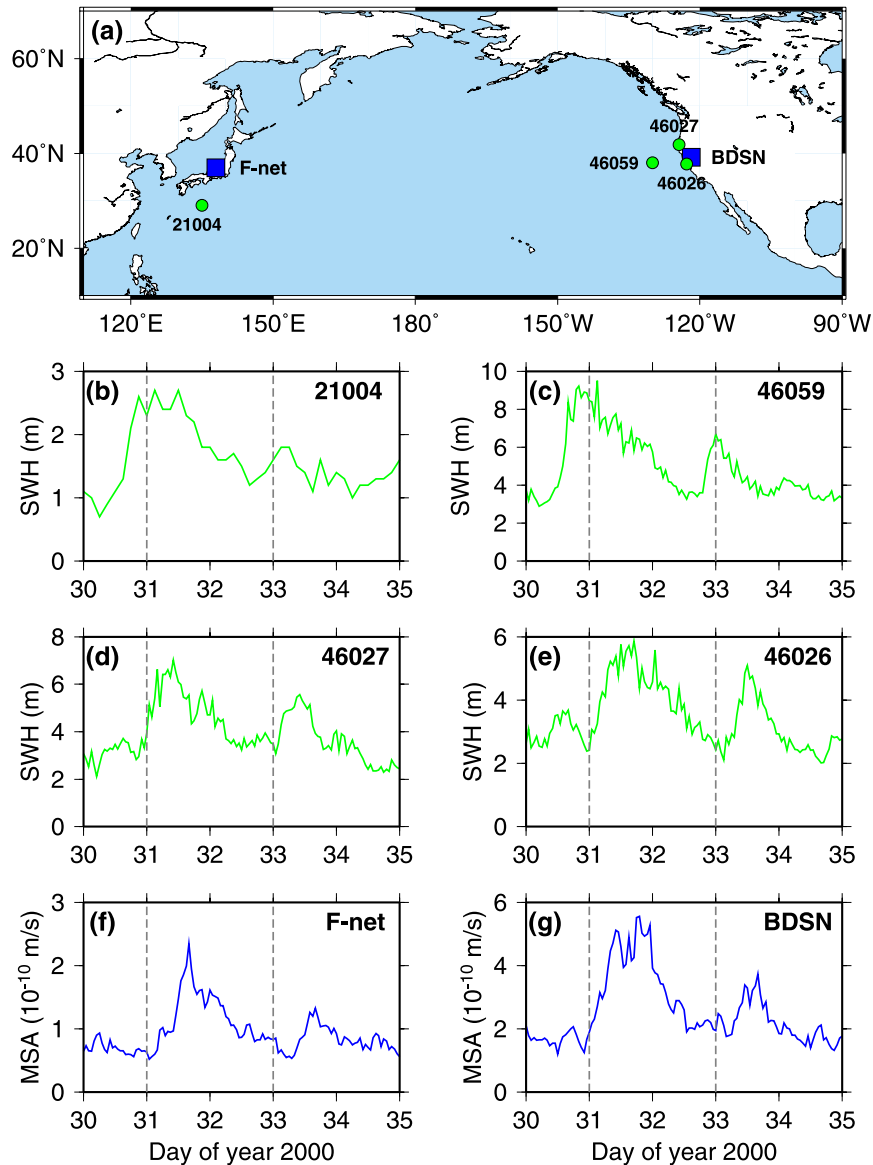 (a)
60˚N
40˚N
20˚N
46027
F-net
46059
BDSN
46026
21004
120˚E 150˚E 180˚ -150˚W -120˚W -90˚W
(b) 21004
SWH (m)
3
2
1
0
30 31 32 33 34 35
(c) 46059
SWH (m)
10
8
6
4
2
0
30 31 32 33 34 35
(d) 46027
SWH (m)
8
6
4
2
0
30 31 32 33 34 35
(e) 46026
SWH (m)
6
4
2
0
30 31 32 33 34 35
(f) F-net
MSA (10⁻¹⁰ m/s)
3
2
1
0
30 31 32 33 34 35
Day of year 2000
(g) BDSN
MSA (10⁻¹⁰ m/s)
6
4
2
0
30 31 32 33 34 35
Day of year 2000